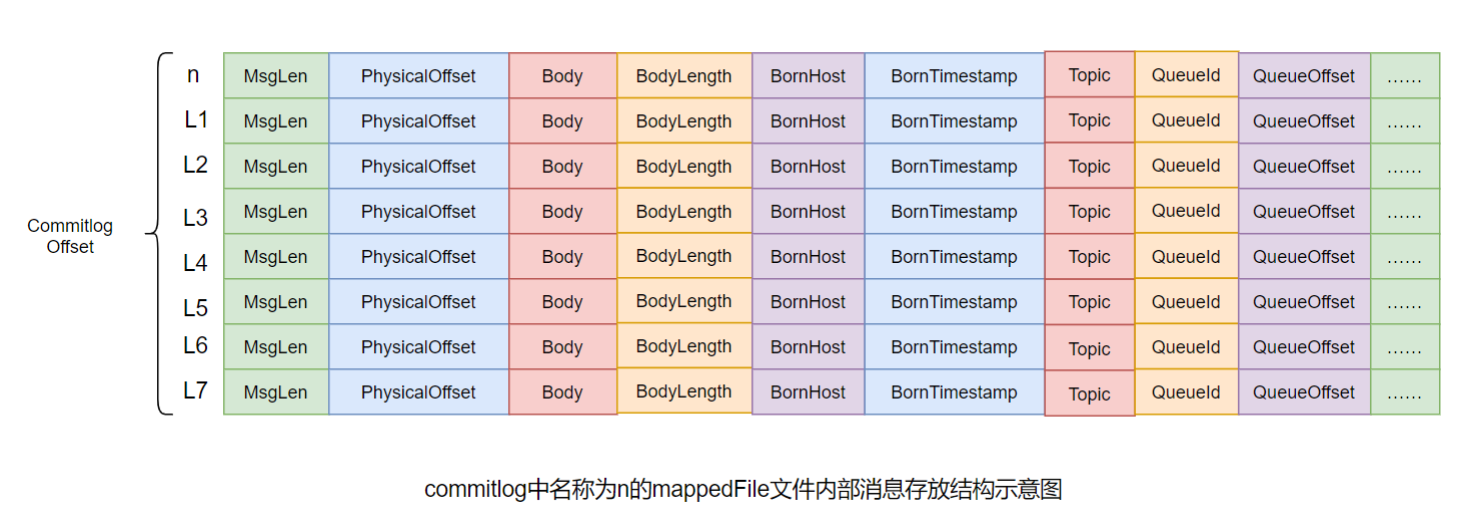 n MsgLen PhysicalOffset Body BodyLength BornHost BornTimestamp Topic QueueId QueueOffset ……
L1 MsgLen PhysicalOffset Body BodyLength BornHost BornTimestamp Topic QueueId QueueOffset ……
L2 MsgLen PhysicalOffset Body BodyLength BornHost BornTimestamp Topic QueueId QueueOffset ……
L3 MsgLen PhysicalOffset Body BodyLength BornHost BornTimestamp Topic QueueId QueueOffset ……
Commitlog
Offset
L4 MsgLen PhysicalOffset Body BodyLength BornHost BornTimestamp Topic QueueId QueueOffset ……
L5 MsgLen PhysicalOffset Body BodyLength BornHost BornTimestamp Topic QueueId QueueOffset ……
L6 MsgLen PhysicalOffset Body BodyLength BornHost BornTimestamp Topic QueueId QueueOffset ……
L7 MsgLen PhysicalOffset Body BodyLength BornHost BornTimestamp Topic QueueId QueueOffset ……
commitlog中名称为n的mappedFile文件内部消息存放结构示意图